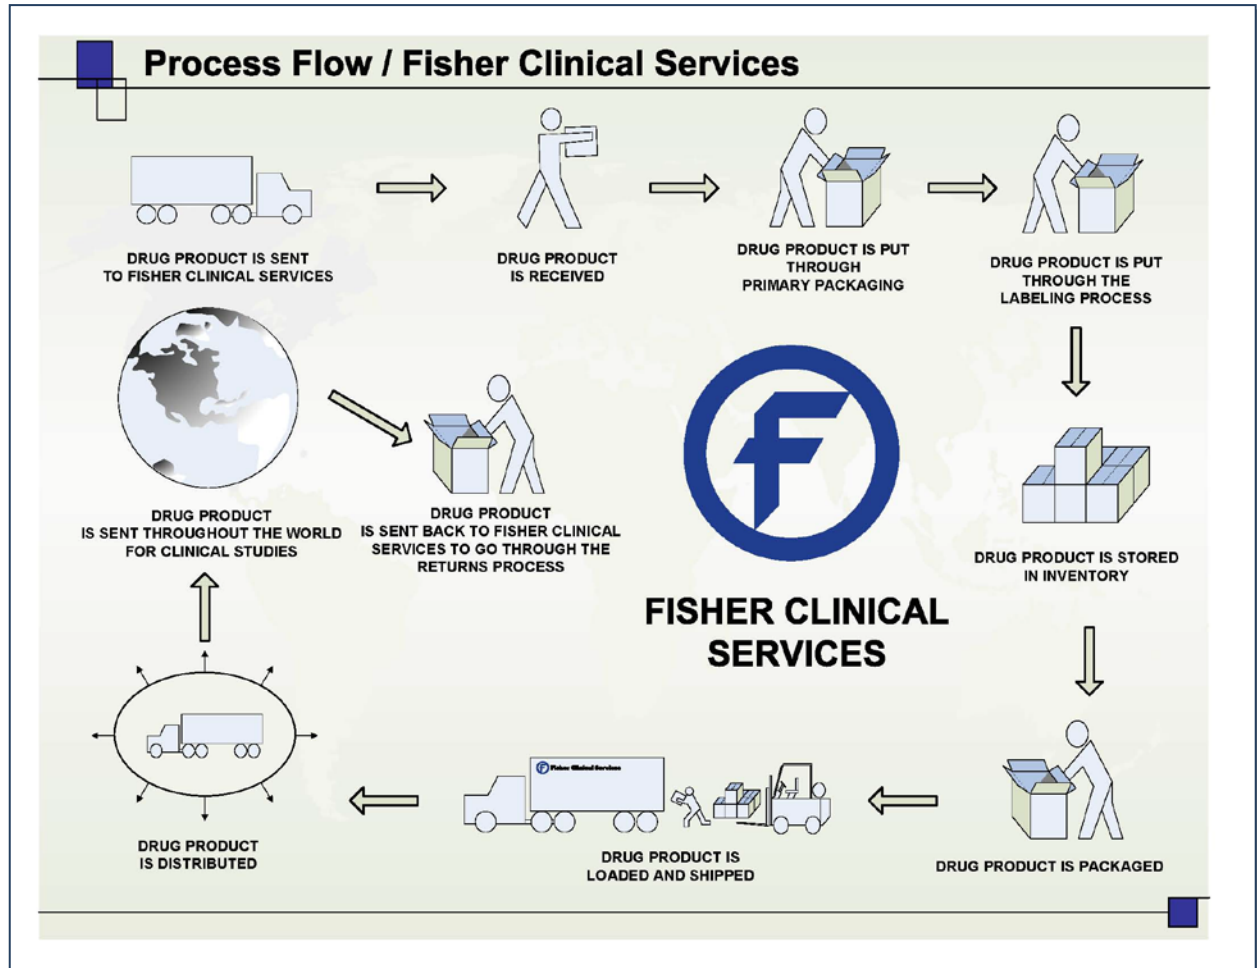 Process Flow / Fisher Clinical Services
DRUG PRODUCT IS SENT
TO FISHER CLINICAL SERVICES
DRUG PRODUCT
IS RECEIVED
DRUG PRODUCT IS PUT
THROUGH
PRIMARY PACKAGING
DRUG PRODUCT IS PUT
THROUGH THE
LABELING PROCESS
DRUG PRODUCT IS STORED
IN INVENTORY
DRUG PRODUCT IS PACKAGED
Fisher Clinical Services
DRUG PRODUCT IS
LOADED AND SHIPPED
DRUG PRODUCT
IS DISTRIBUTED
DRUG PRODUCT
IS SENT THROUGHOUT THE WORLD
FOR CLINICAL STUDIES
DRUG PRODUCT
IS SENT BACK TO FISHER CLINICAL
SERVICES TO GO THROUGH THE
RETURNS PROCESS
FISHER CLINICAL
SERVICES